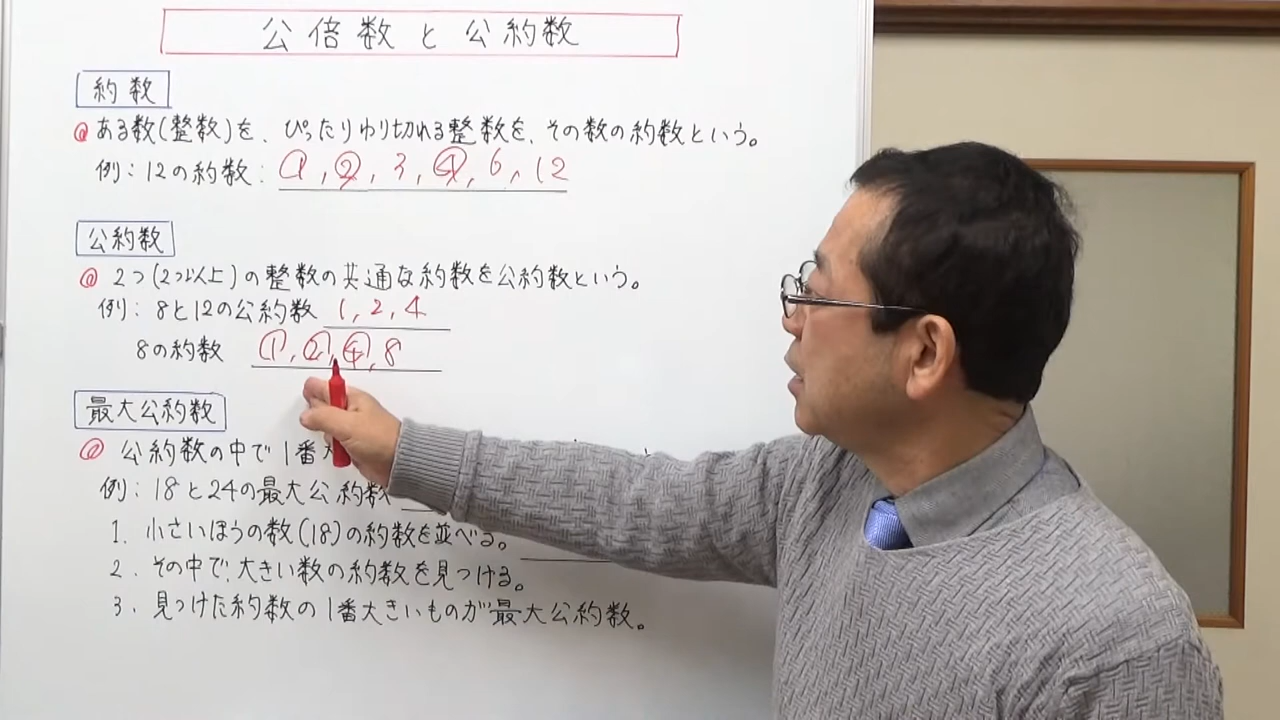 公倍数と公約数
約数
◎ ある数(整数)を、ぴったりわり切れる整数を、その数の約数という。
例:12の約数: 1, 2, 3, 4, 6, 12
公約数
◎ 2つ(2つ以上)の整数の共通な約数を公約数という。
例:8と12の公約数 1, 2, 4
8の約数 1, 2, 4, 8
最大公約数
◎ 公約数の中で1番
例:18と24の最大公約数
1. 小さいほうの数(18)の約数を並べる。
2. その中で、大きい数の約数を見つける。
3. 見つけた約数の1番大きいものが最大公約数。